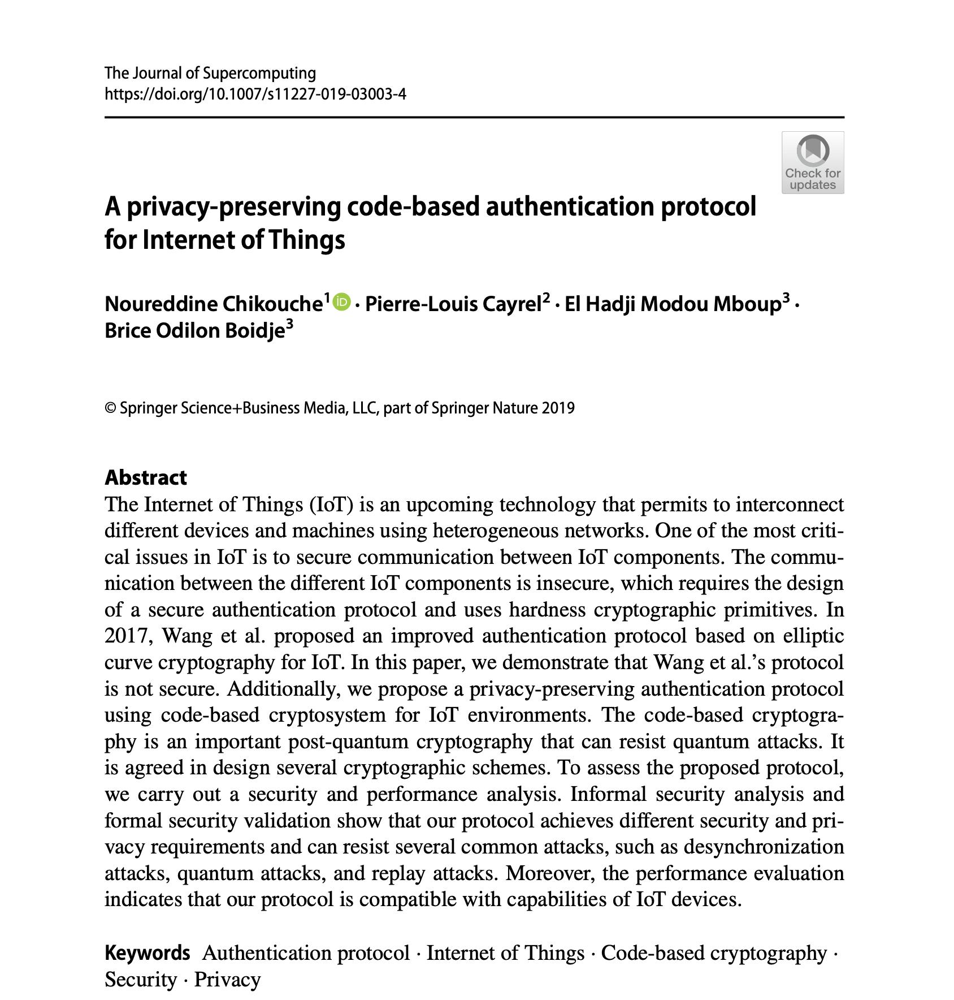 The Journal of Supercomputing
https://doi.org/10.1007/s11227-019-03003-4
Check for
updates
A privacy-preserving code-based authentication protocol
for Internet of Things
Noureddine Chikouche1 iD · Pierre-Louis Cayrel2 · El Hadji Modou Mboup3 ·
Brice Odilon Boidje3
© Springer Science+Business Media, LLC, part of Springer Nature 2019
Abstract
The Internet of Things (IoT) is an upcoming technology that permits to interconnect
different devices and machines using heterogeneous networks. One of the most criti-
cal issues in IoT is to secure communication between IoT components. The commu-
nication between the different IoT components is insecure, which requires the design
of a secure authentication protocol and uses hardness cryptographic primitives. In
2017, Wang et al. proposed an improved authentication protocol based on elliptic
curve cryptography for IoT. In this paper, we demonstrate that Wang et al.’s protocol
is not secure. Additionally, we propose a privacy-preserving authentication protocol
using code-based cryptosystem for IoT environments. The code-based cryptogra-
phy is an important post-quantum cryptography that can resist quantum attacks. It
is agreed in design several cryptographic schemes. To assess the proposed protocol,
we carry out a security and performance analysis. Informal security analysis and
formal security validation show that our protocol achieves different security and pri-
vacy requirements and can resist several common attacks, such as desynchronization
attacks, quantum attacks, and replay attacks. Moreover, the performance evaluation
indicates that our protocol is compatible with capabilities of IoT devices.
Keywords Authentication protocol · Internet of Things · Code-based cryptography ·
Security · Privacy